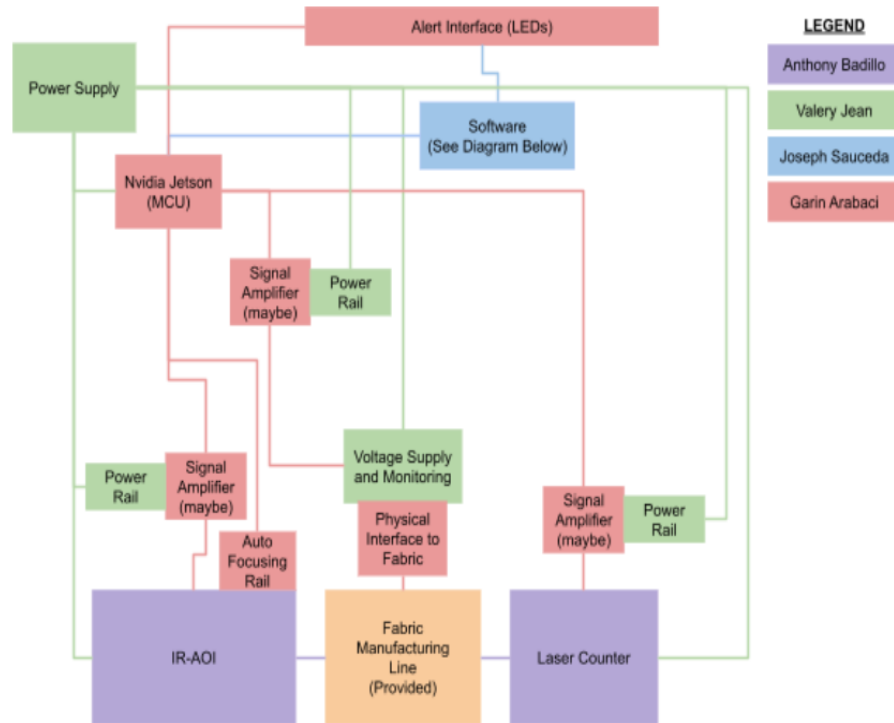 Alert Interface (LEDs)
LEGEND
Anthony Badillo
Valery Jean
Joseph Sauceda
Garin Arabaci
Power Supply
Software
(See Diagram Below)
Nvidia Jetson
(MCU)
Signal
Amplifier
(maybe)
Power
Rail
Voltage Supply
and Monitoring
Power
Rail
Signal
Amplifier
(maybe)
Auto
Focusing
Rail
Physical
Interface to
Fabric
Signal
Amplifier
(maybe)
Power
Rail
IR-AOI
Fabric
Manufacturing
Line
(Provided)
Laser Counter